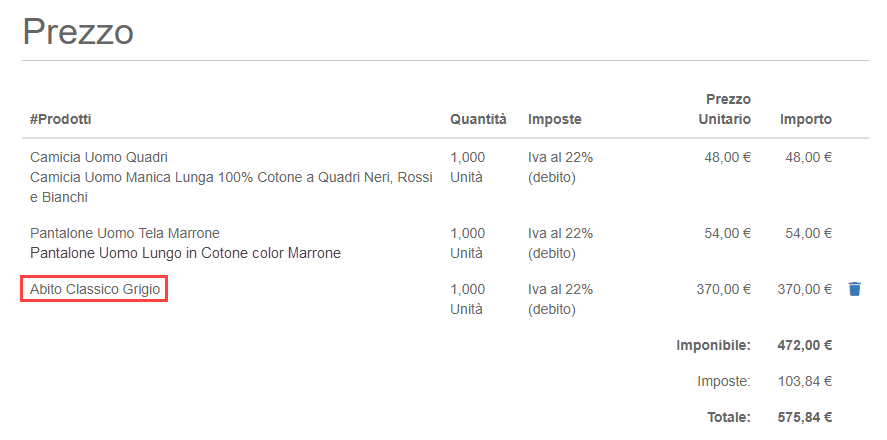 Prezzo
#Prodotti Quantità Imposte Prezzo Unitario Importo
Camicia Uomo Quadri 1,000 Iva al 22% 48,00 € 48,00 €
Camicia Uomo Manica Lunga 100% Cotone a Quadri Neri, Rossi Unità (debito)
e Bianchi
Pantalone Uomo Tela Marrone 1,000 Iva al 22% 54,00 € 54,00 €
Pantalone Uomo Lungo in Cotone color Marrone Unità (debito)
Abito Classico Grigio 1,000 Iva al 22% 370,00 € 370,00 €
Unità (debito)
Imponibile: 472,00 €
Imposte: 103,84 €
Totale: 575,84 €